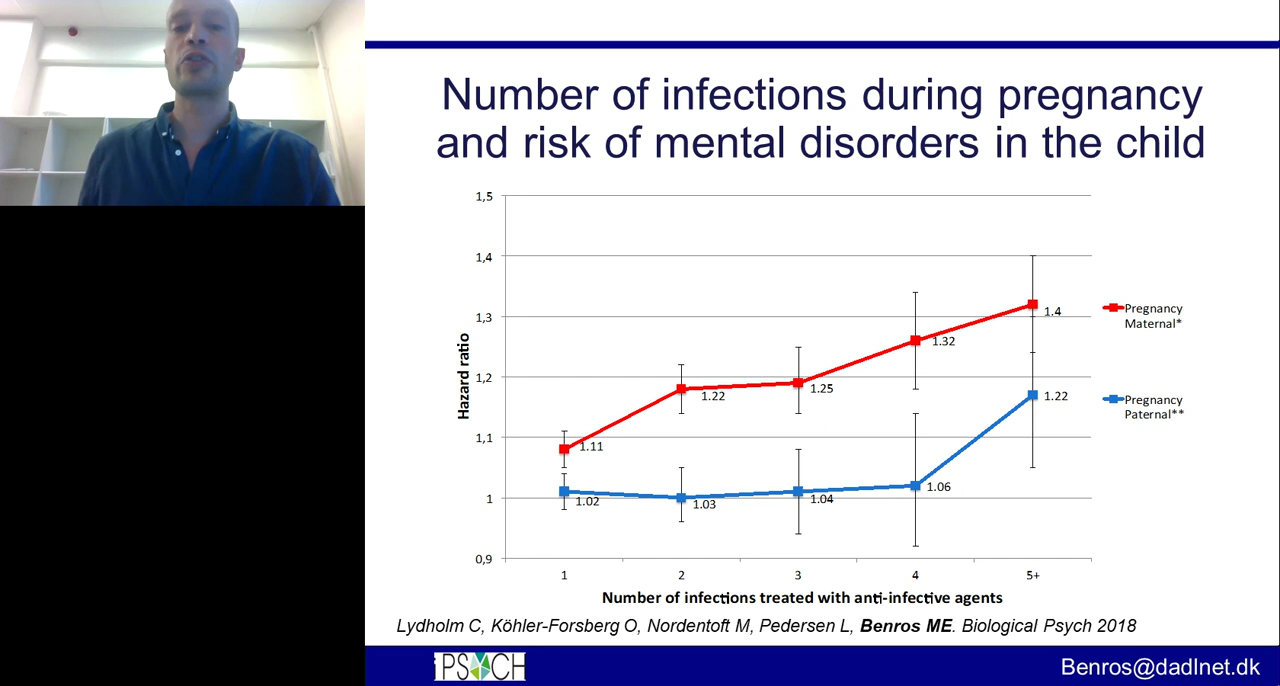 Number of infections during pregnancy
and risk of mental disorders in the child
1,5
1,4
1,3
1,2
1,1
1
0,9
Hazard ratio
1.11
1.22
1.25
1.32
1.4
1.02
1.03
1.04
1.06
1.22
Pregnancy
Maternal*
Pregnancy
Paternal**
1
2
3
4
5+
Number of infections treated with anti-infective agents
Lydholm C, Köhler-Forsberg O, Nordentoft M, Pedersen L, Benros ME. Biological Psych 2018
iPSYCH
Benros@dadlnet.dk